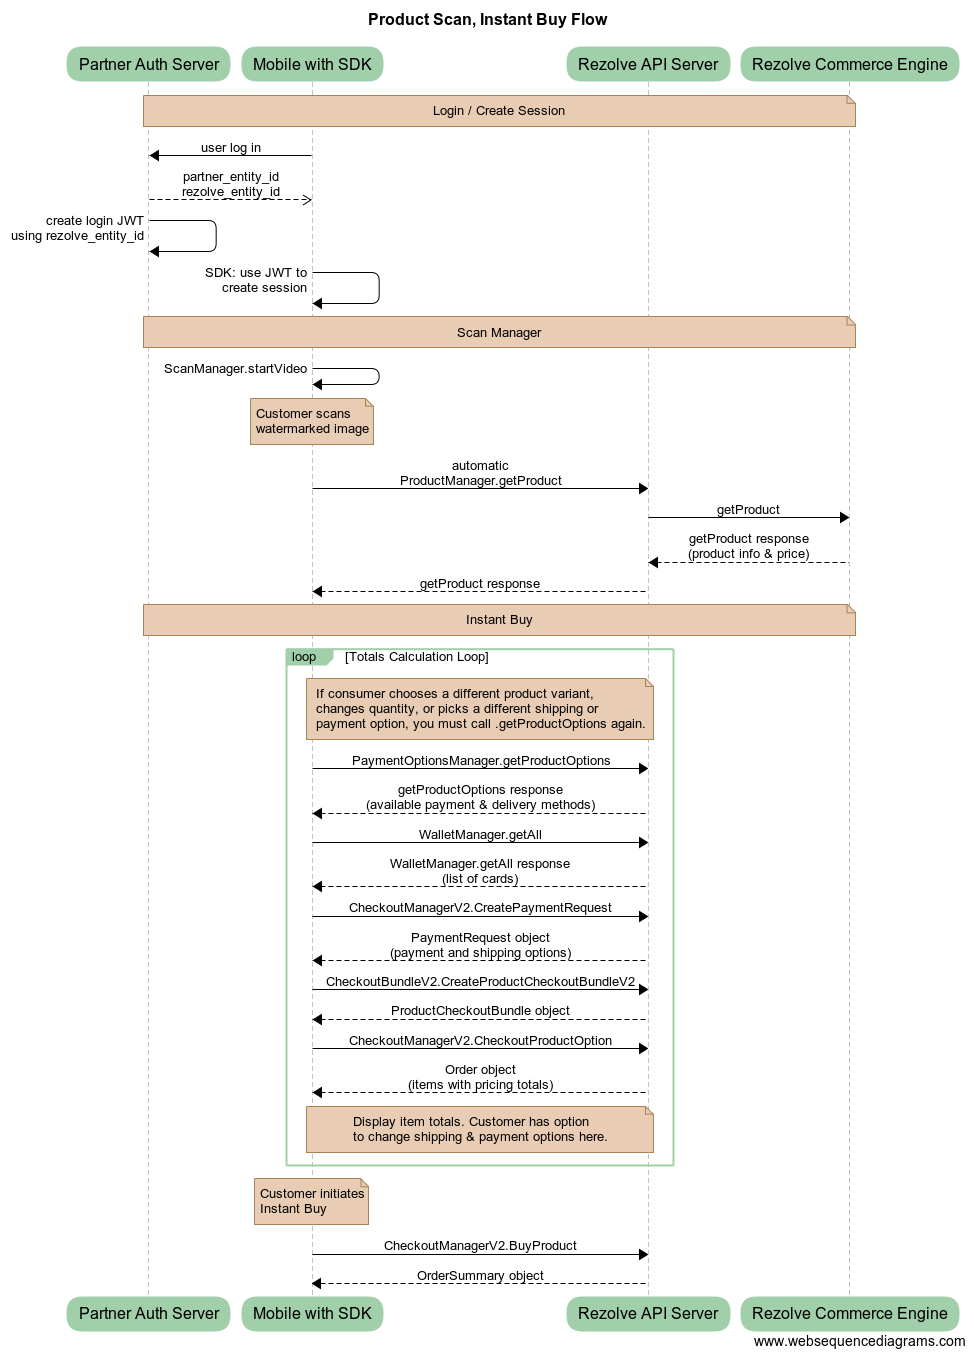 Product Scan, Instant Buy Flow
Partner Auth Server
Mobile with SDK
Rezolve API Server
Rezolve Commerce Engine
Login / Create Session
user log in
partner_entity_id
rezolve_entity_id
create login JWT
using rezolve_entity_id
SDK: use JWT to
create session
Scan Manager
ScanManager.startVideo
Customer scans
watermarked image
automatic
ProductManager.getProduct
getProduct
getProduct response
(product info & price)
getProduct response
Instant Buy
loop
[Totals Calculation Loop]
If consumer chooses a different product variant,
changes quantity, or picks a different shipping or
payment option, you must call .getProductOptions again.
PaymentOptionsManager.getProductOptions
getProductOptions response
(available payment & delivery methods)
WalletManager.getAll
WalletManager.getAll response
(list of cards)
CheckoutManagerV2.CreatePaymentRequest
PaymentRequest object
(payment and shipping options)
CheckoutBundleV2.CreateProductCheckoutBundleV2
ProductCheckoutBundle object
CheckoutManagerV2.CheckoutProductOption
Order object
(items with pricing totals)
Display item totals. Customer has option
to change shipping & payment options here.
Customer initiates
Instant Buy
CheckoutManagerV2.BuyProduct
OrderSummary object
Partner Auth Server
Mobile with SDK
Rezolve API Server
Rezolve Commerce Engine
www.websequencediagrams.com